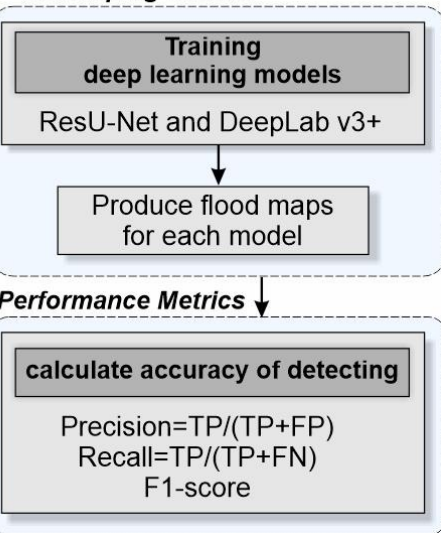 Training
deep learning models
ResU-Net and DeepLab v3+
Produce flood maps
for each model
Performance Metrics
calculate accuracy of detecting
Precision=TP/(TP+FP)
Recall=TP/(TP+FN)
F1-score